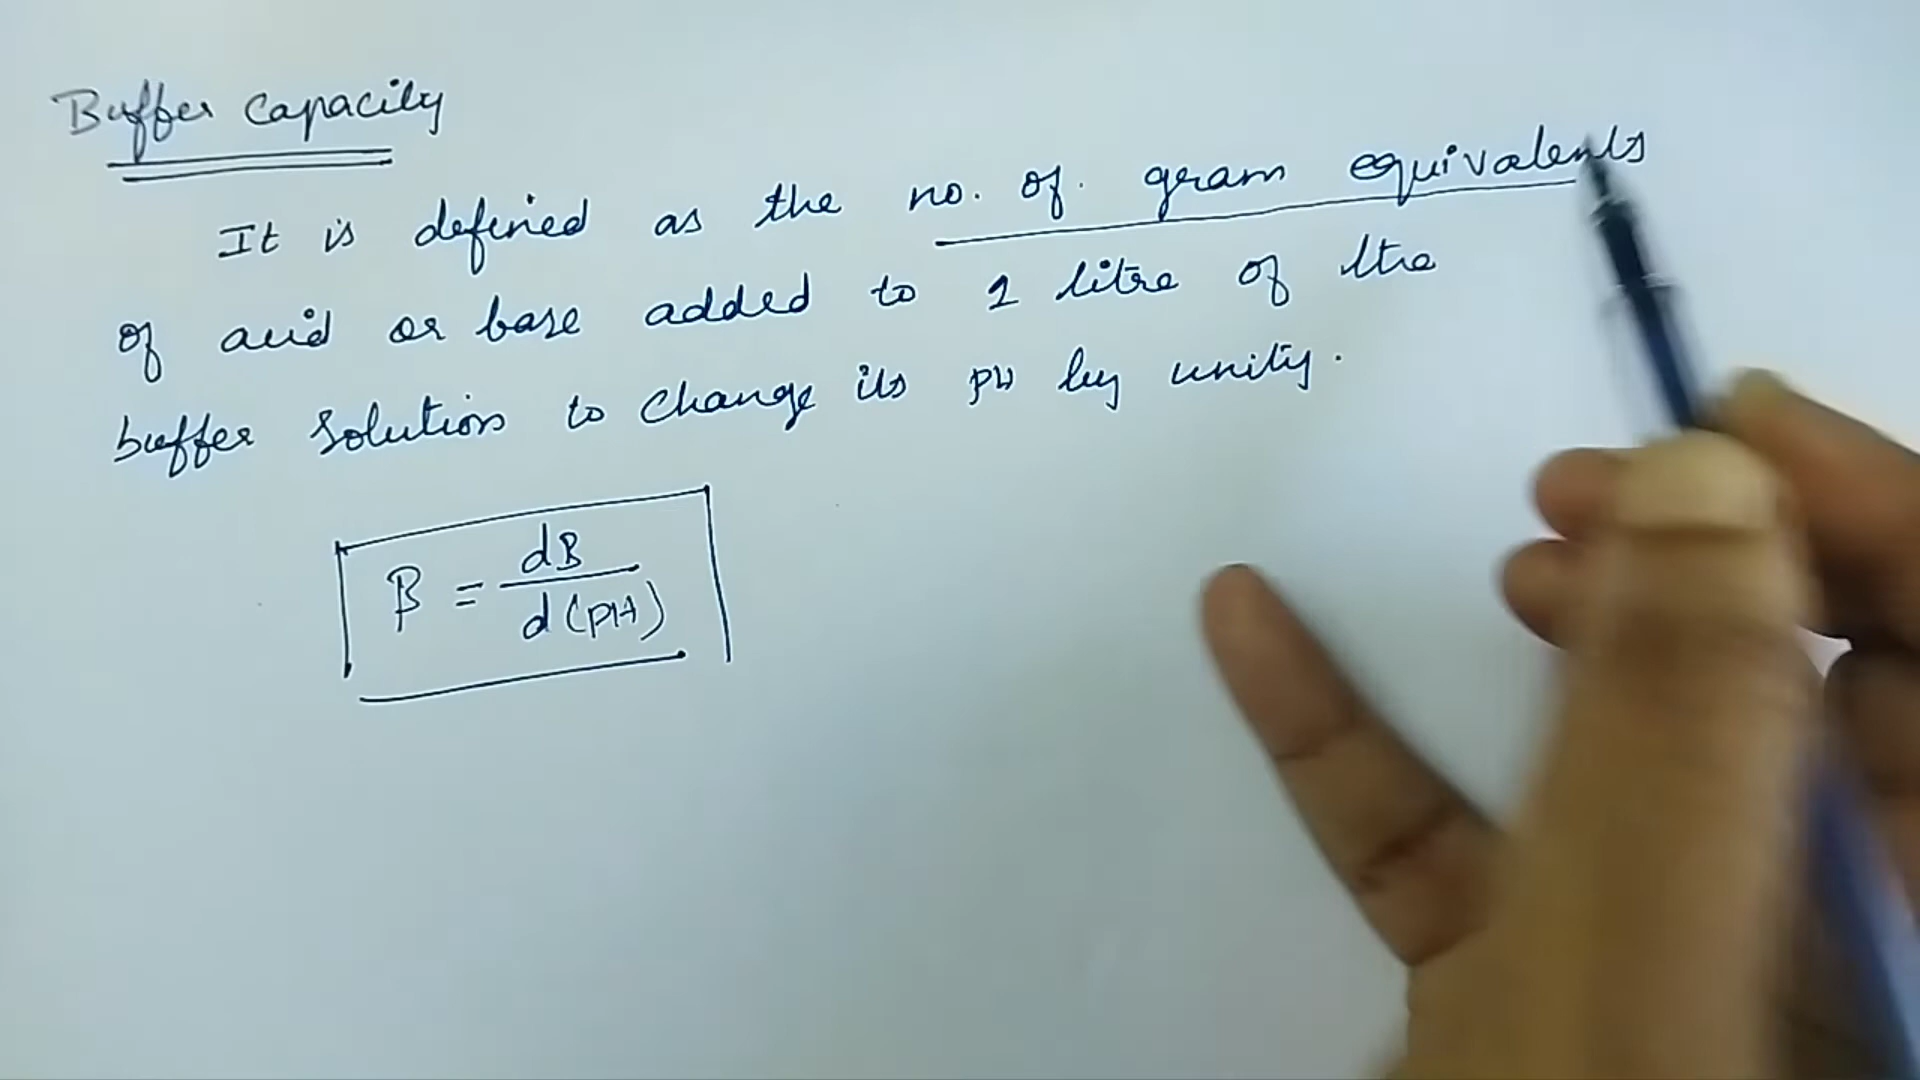 Buffer Capacity
It is defined as the no. of. gram equivalents
of acid or base added to 1 litre of the
buffer solution to change its pH by unity.
β = dB / d(pH)